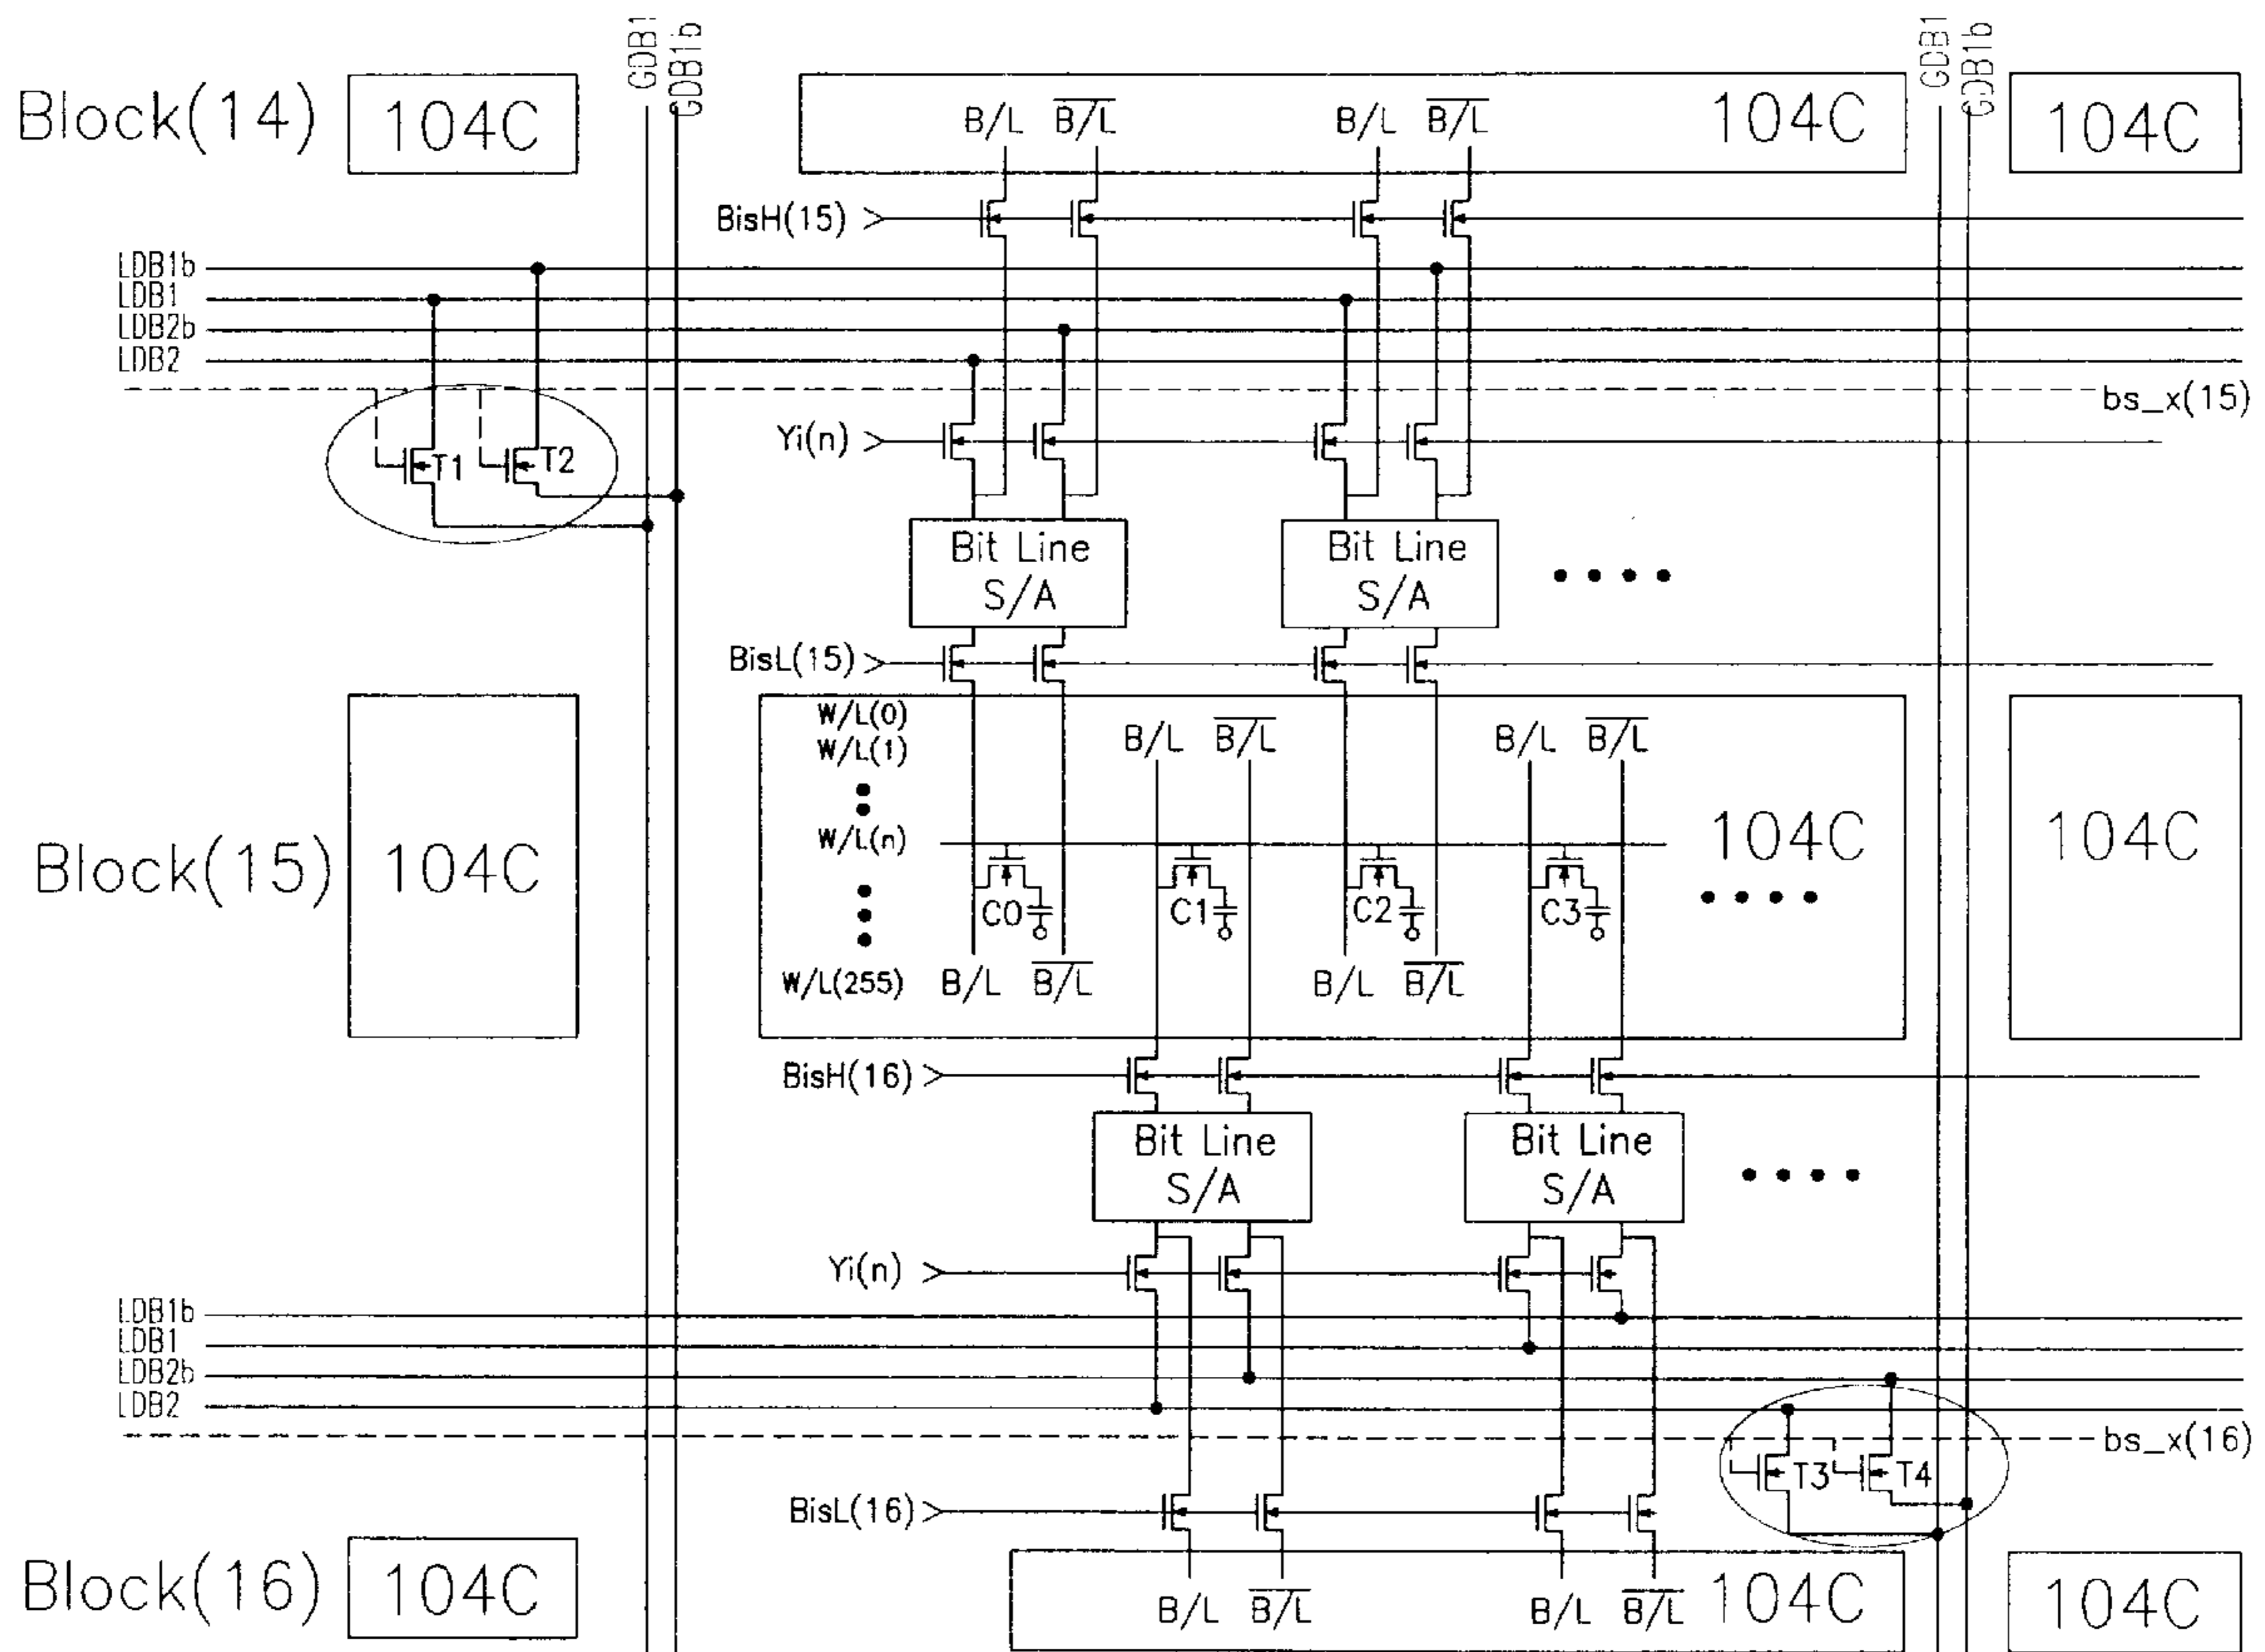 GDB1
GDB1b
GDB1
GDB1b
Block(14)
104C
B/L B/L B/L B/L 104C
104C
BisH(15)
LDB1b
LDB1
LDB2b
LDB2
bs_x(15)
Yi(n)
T1 T2
Bit Line S/A
Bit Line S/A
BisL(15)
W/L(0)
W/L(1)
B/L B/L B/L B/L
W/L(n)
Block(15)
104C
104C
104C
C0 C1 C2 C3
W/L(255) B/L B/L B/L B/L
BisH(16)
Bit Line S/A
Bit Line S/A
Yi(n)
LDB1b
LDB1
LDB2b
LDB2
bs_x(16)
T3 T4
BisL(16)
Block(16)
104C
B/L B/L B/L B/L 104C
104C